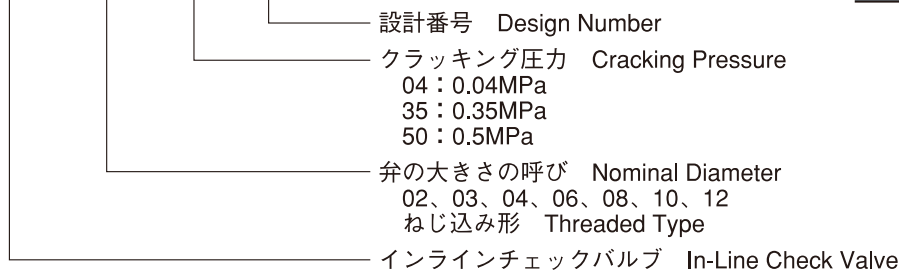 設計番号 Design Number
クラッキング圧力 Cracking Pressure
04：0.04MPa
35：0.35MPa
50：0.5MPa
弁の大きさの呼び Nominal Diameter
02、03、04、06、08、10、12
ねじ込み形 Threaded Type
インラインチェックバルブ In-Line Check Valve